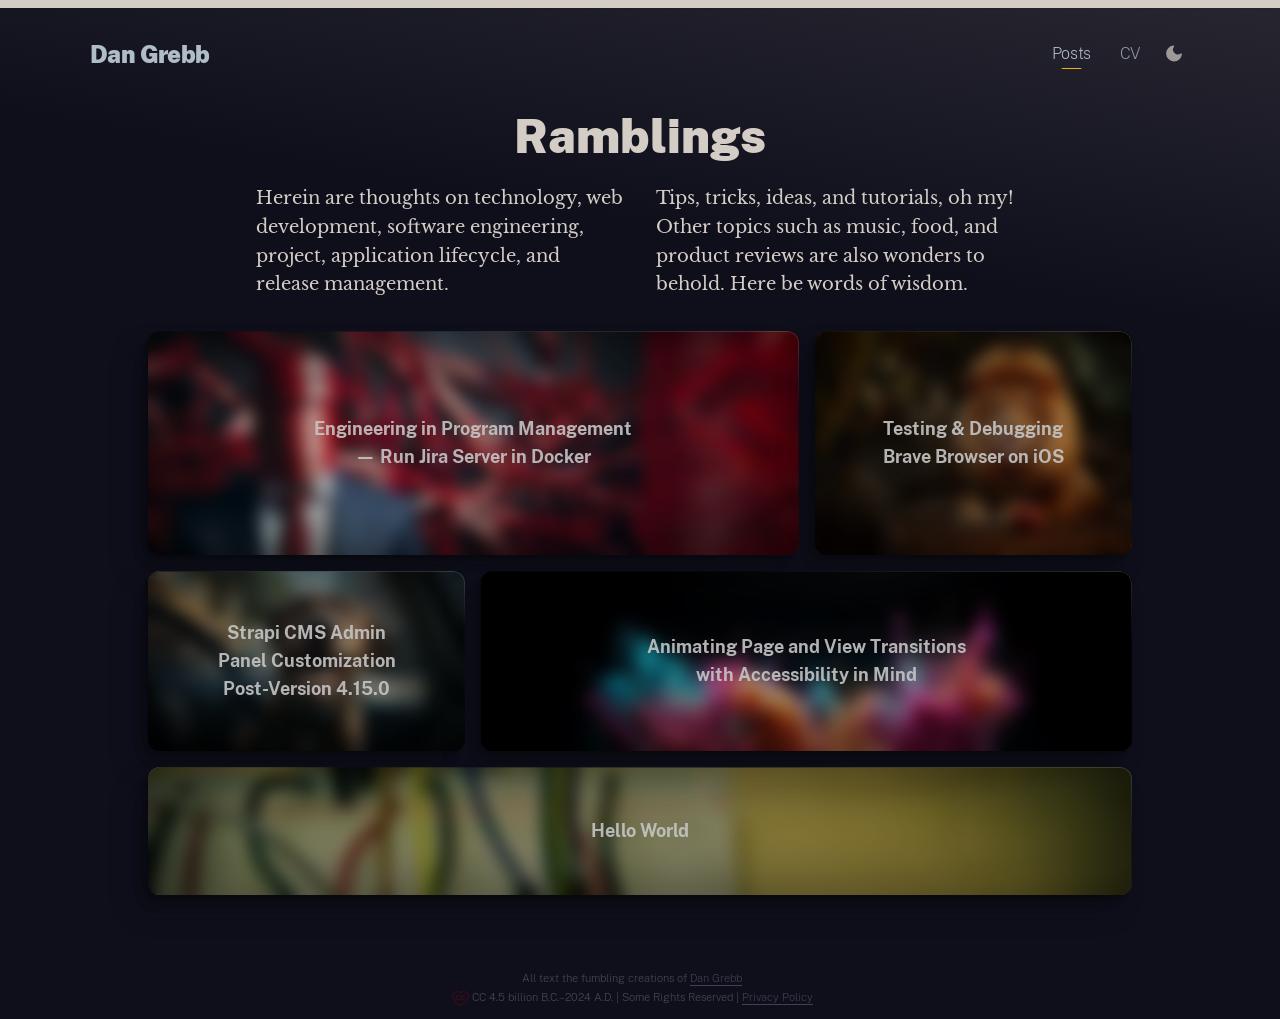 Dan Grebb
Posts
CV
Ramblings
Herein are thoughts on technology, web
development, software engineering,
project, application lifecycle, and
release management.
Tips, tricks, ideas, and tutorials, oh my!
Other topics such as music, food, and
product reviews are also wonders to
behold. Here be words of wisdom.
Engineering in Program Management
— Run Jira Server in Docker
Testing & Debugging
Brave Browser on iOS
Strapi CMS Admin
Panel Customization
Post-Version 4.15.0
Animating Page and View Transitions
with Accessibility in Mind
Hello World
All text the fumbling creations of Dan Grebb
CC 4.5 billion B.C.–2024 A.D. | Some Rights Reserved | Privacy Policy